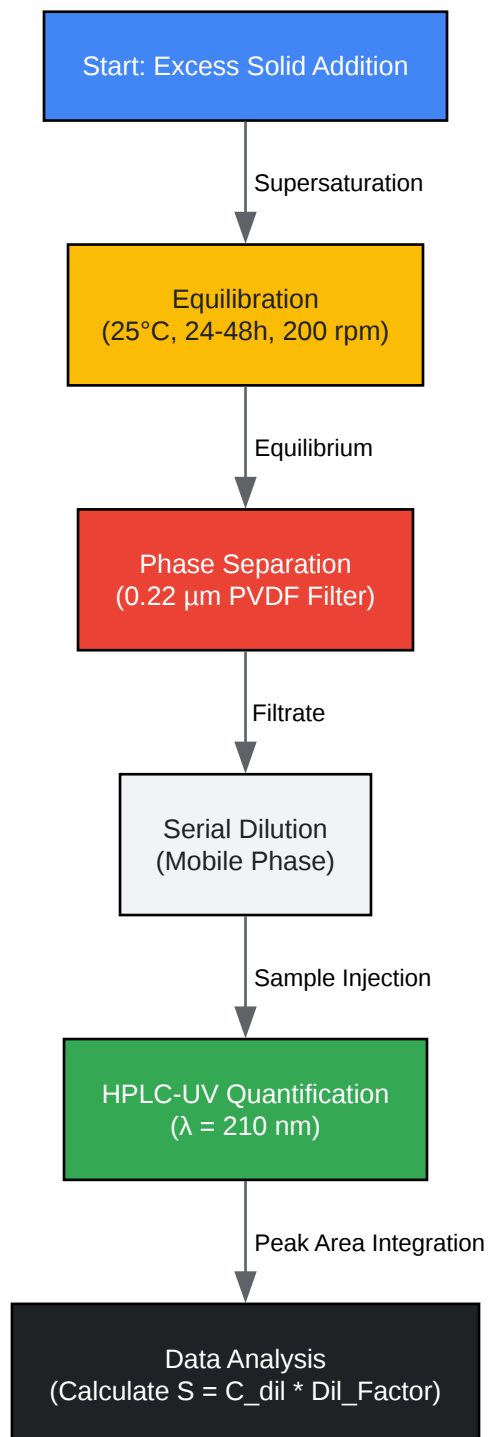 Start: Excess Solid Addition
Supersaturation
Equilibration
(25°C, 24-48h, 200 rpm)
Equilibrium
Phase Separation
(0.22 µm PVDF Filter)
Filtrate
Serial Dilution
(Mobile Phase)
Sample Injection
HPLC-UV Quantification
(λ = 210 nm)
Peak Area Integration
Data Analysis
(Calculate S = C_dil * Dil_Factor)